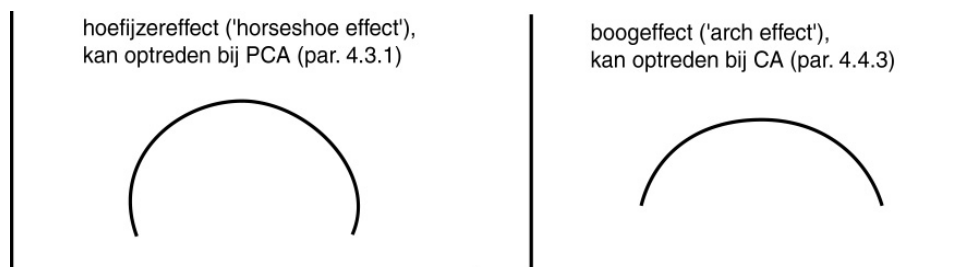 hoefijzereffect ('horseshoe effect'),
kan optreden bij PCA (par. 4.3.1)
boogeffect ('arch effect'),
kan optreden bij CA (par. 4.4.3)